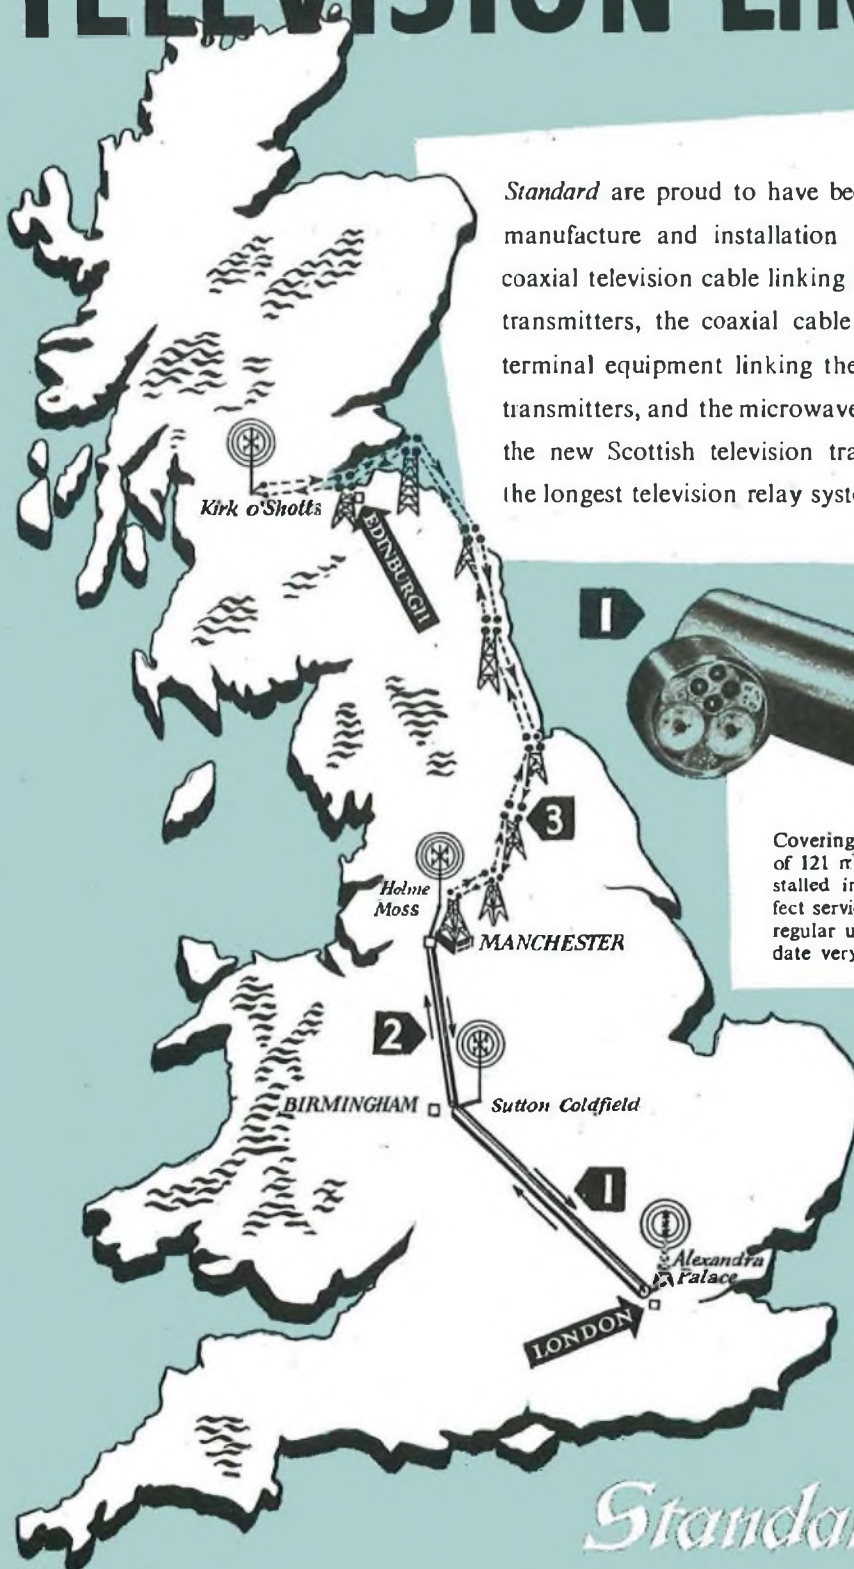 TELEVISION LIN
Standard are proud to have be
manufacture and installation
coaxial television cable linking
transmitters, the coaxial cable
terminal equipment linking the
transmitters, and the microwave
the new Scottish television tra
the longest television relay syst
Kirk o'Shotts
EDINBURGH
1
3
Covering
of 121 m
stalled in
fect servi
regular u
date very
Holme
Moss
MANCHESTER
2
BIRMINGHAM
Sutton Coldfield
1
Alexandra
Palace
LONDON
Standa